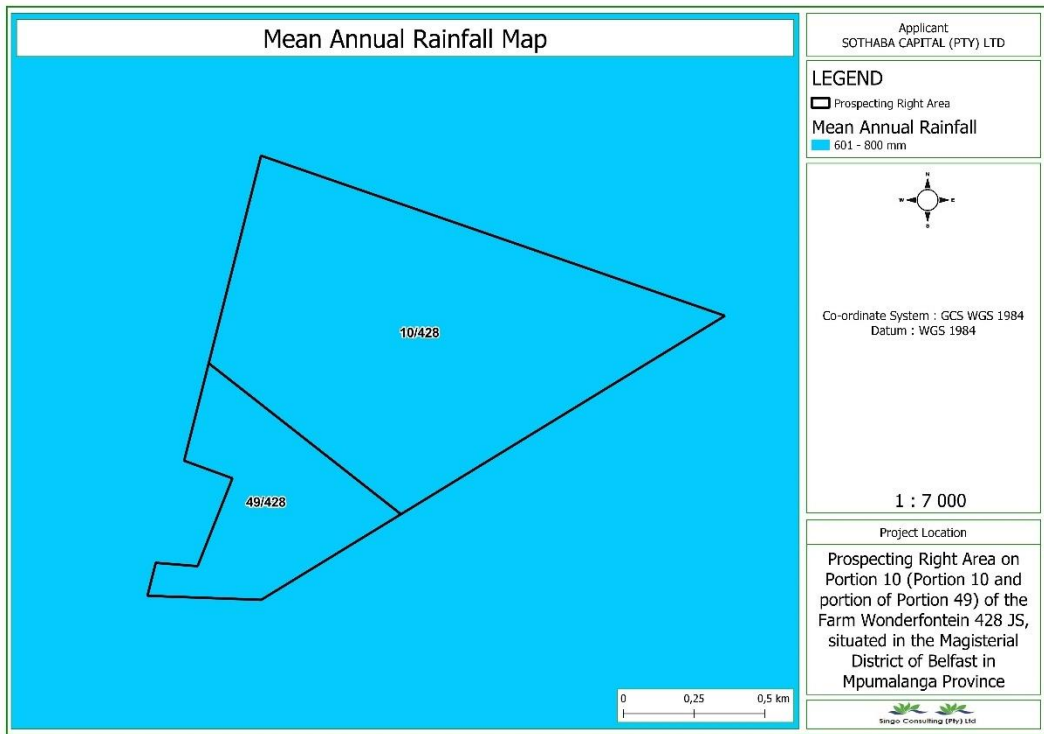 Mean Annual Rainfall Map
10/428
49/428
0 0,25 0,5 km
Applicant
SOTHABA CAPITAL (PTY) LTD
LEGEND
Prospecting Right Area
Mean Annual Rainfall
601 - 800 mm
N
W E
S
Co-ordinate System : GCS WGS 1984
Datum : WGS 1984
1 : 7 000
Project Location
Prospecting Right Area on
Portion 10 (Portion 10 and
portion of Portion 49) of the
Farm Wonderfontein 428 JS,
situated in the Magisterial
District of Belfast in
Mpumalanga Province
Singo Consulting (Pty) Ltd